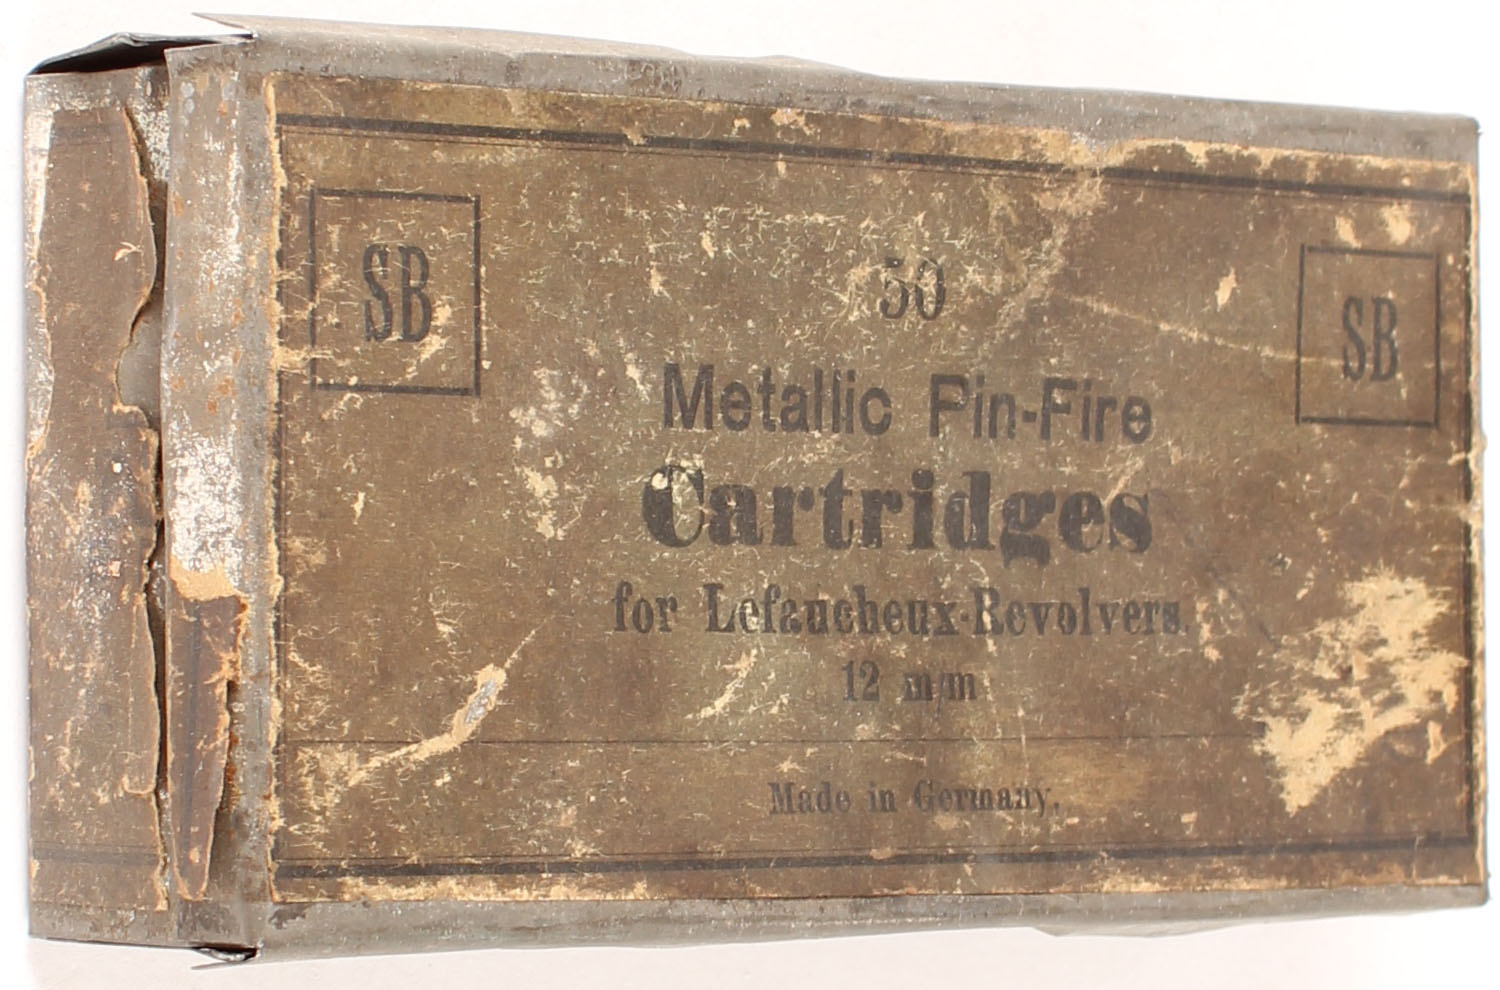 SB
SB
50
Metallic Pin-Fire
Cartridges
for Lefaucheux-Revolvers.
12 m/m
Made in Germany.